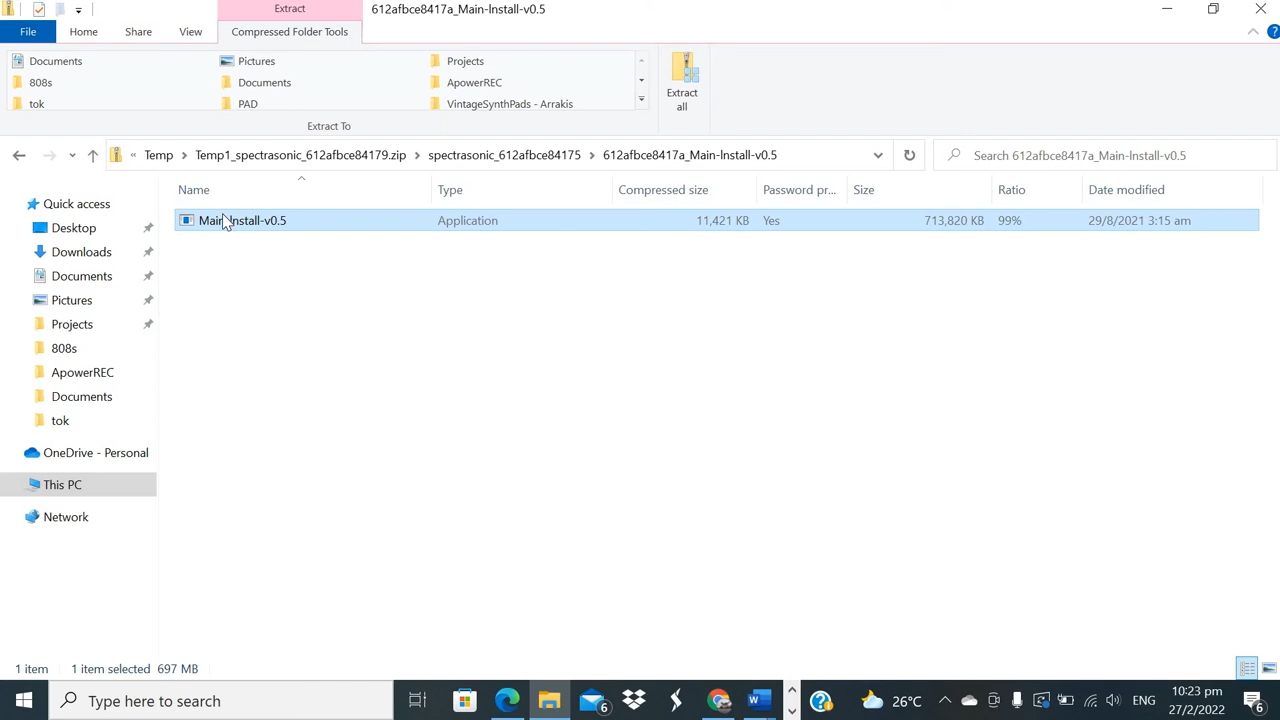 Extract
612afbce8417a_Main-Install-v0.5
File
Home
Share
View
Compressed Folder Tools
Documents
Pictures
Projects
808s
Documents
ApowerREC
tok
PAD
VintageSynthPads - Arrakis
Extract all
Extract To
« Temp > Temp1_spectrasonic_612afbce84179.zip > spectrasonic_612afbce84175 > 612afbce8417a_Main-Install-v0.5
Search 612afbce8417a_Main-Install-v0.5
Name
Type
Compressed size
Password pr...
Size
Ratio
Date modified
Main-Install-v0.5
Application
11,421 KB
Yes
713,820 KB
99%
29/8/2021 3:15 am
Quick access
Desktop
Downloads
Documents
Pictures
Projects
808s
ApowerREC
Documents
tok
OneDrive - Personal
This PC
Network
1 item
1 item selected 697 MB
Type here to search
6
26°C
ENG
10:23 pm
27/2/2022
6